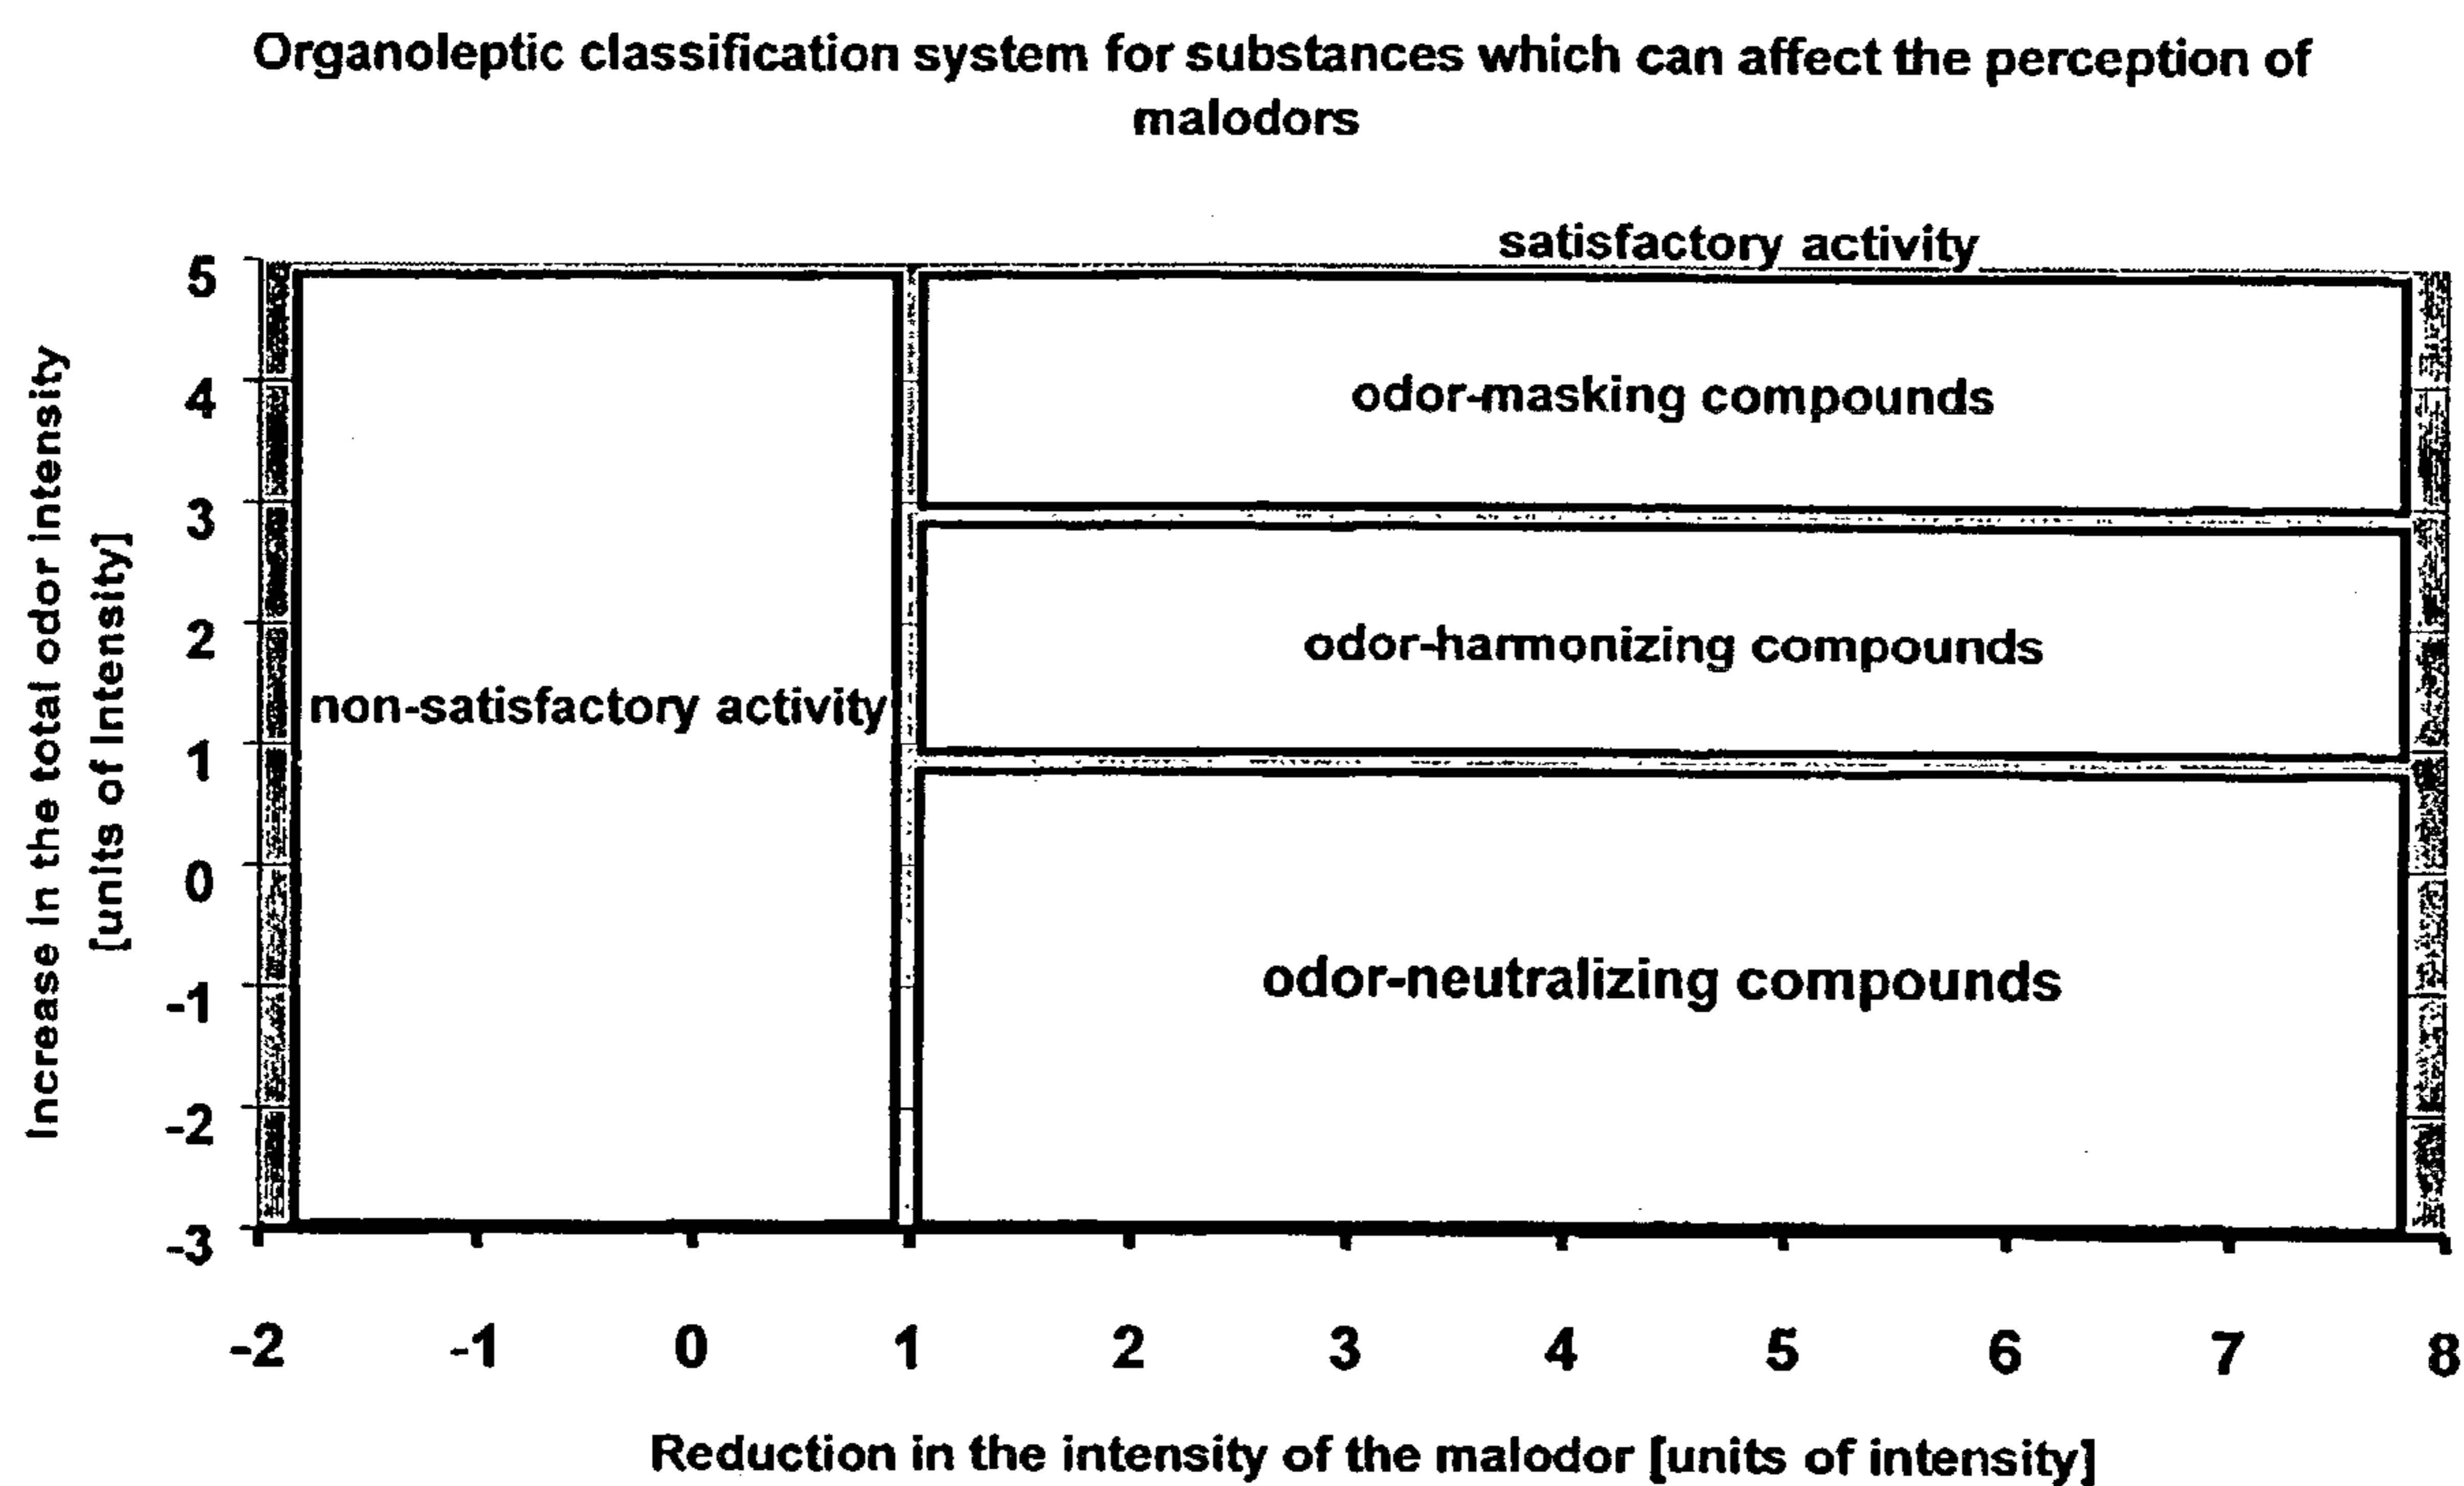 Organoleptic classification system for substances which can affect the perception of
malodors
satisfactory activity
5
4
3
2
1
0
-1
-2
-3
Increase in the total odor intensity
[units of Intensity]
odor-masking compounds
odor-harmonizing compounds
non-satisfactory activity
odor-neutralizing compounds
-2 -1 0 1 2 3 4 5 6 7 8
Reduction in the intensity of the malodor [units of intensity]